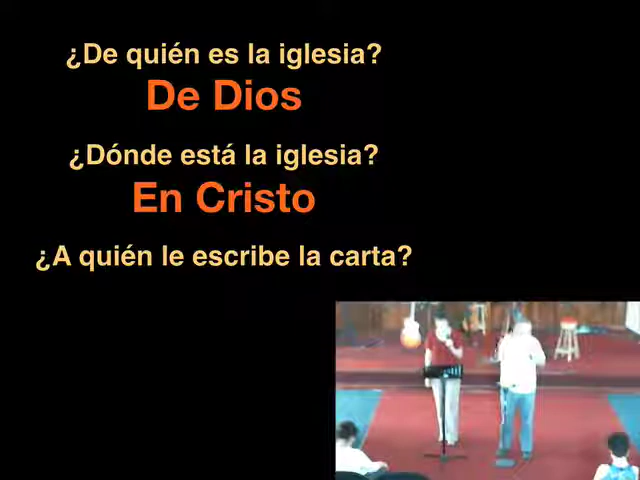 ¿De quién es la iglesia?
De Dios
¿Dónde está la iglesia?
En Cristo
¿A quién le escribe la carta?